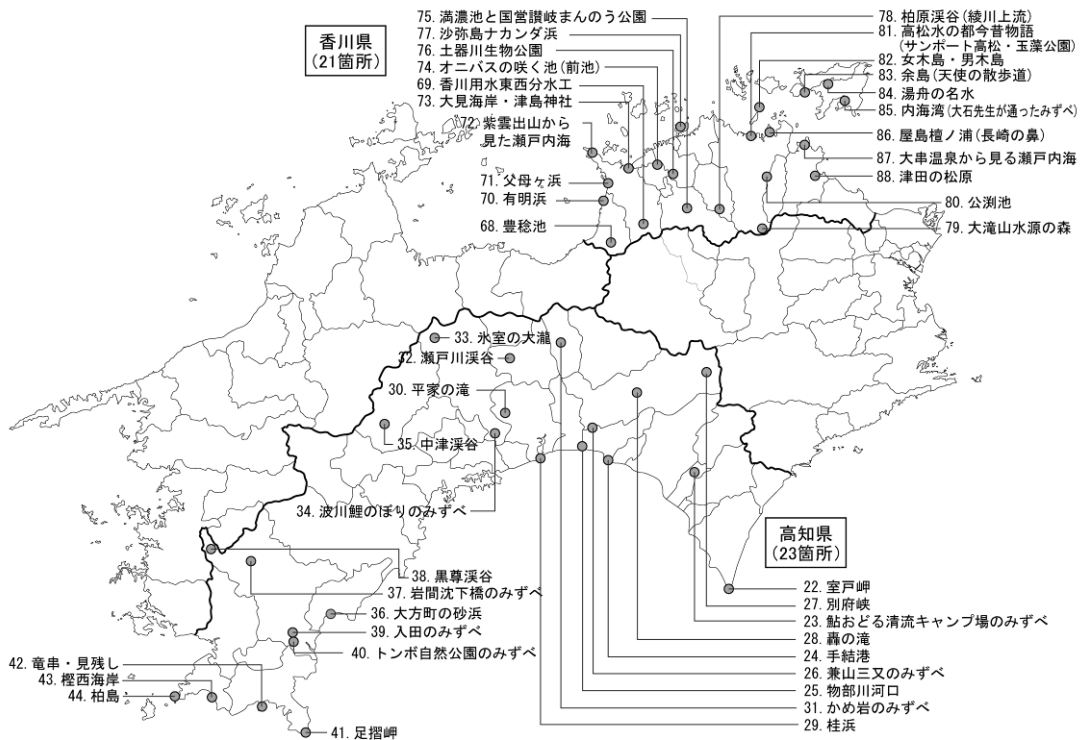 香川県
(21箇所)
75. 満濃池と国営讃岐まんのう公園
77. 沙弥島ナカンダ浜
76. 土器川生物公園
74. オニバスの咲く池(前池)
69. 香川用水東西分水工
73. 大見海岸・津島神社
72. 紫雲出山から
見た瀬戸内海
71. 父母ヶ浜
70. 有明浜
68. 豊稔池
78. 柏原渓谷(綾川上流)
81. 高松水の都今昔物語
(サンポート高松・玉藻公園)
82. 女木島・男木島
83. 余島(天使の散歩道)
84. 湯舟の名水
85. 内海湾(大石先生が通ったみずべ)
86. 屋島檀ノ浦(長崎の鼻)
87. 大串温泉から見る瀬戸内海
88. 津田の松原
80. 公渕池
79. 大滝山水源の森
33. 氷室の大瀧
32. 瀬戸川渓谷
30. 平家の滝
35. 中津渓谷
34. 波川鯉のぼりのみずべ
38. 黒尊渓谷
37. 岩間沈下橋のみずべ
36. 大方町の砂浜
39. 入田のみずべ
40. トンボ自然公園のみずべ
42. 竜串・見残し
43. 樫西海岸
44. 柏島
41. 足摺岬
高知県
(23箇所)
22. 室戸岬
27. 別府峡
23. 鮎おどる清流キャンプ場のみずべ
28. 轟の滝
24. 手結港
26. 兼山三又のみずべ
25. 物部川河口
31. かめ岩のみずべ
29. 桂浜